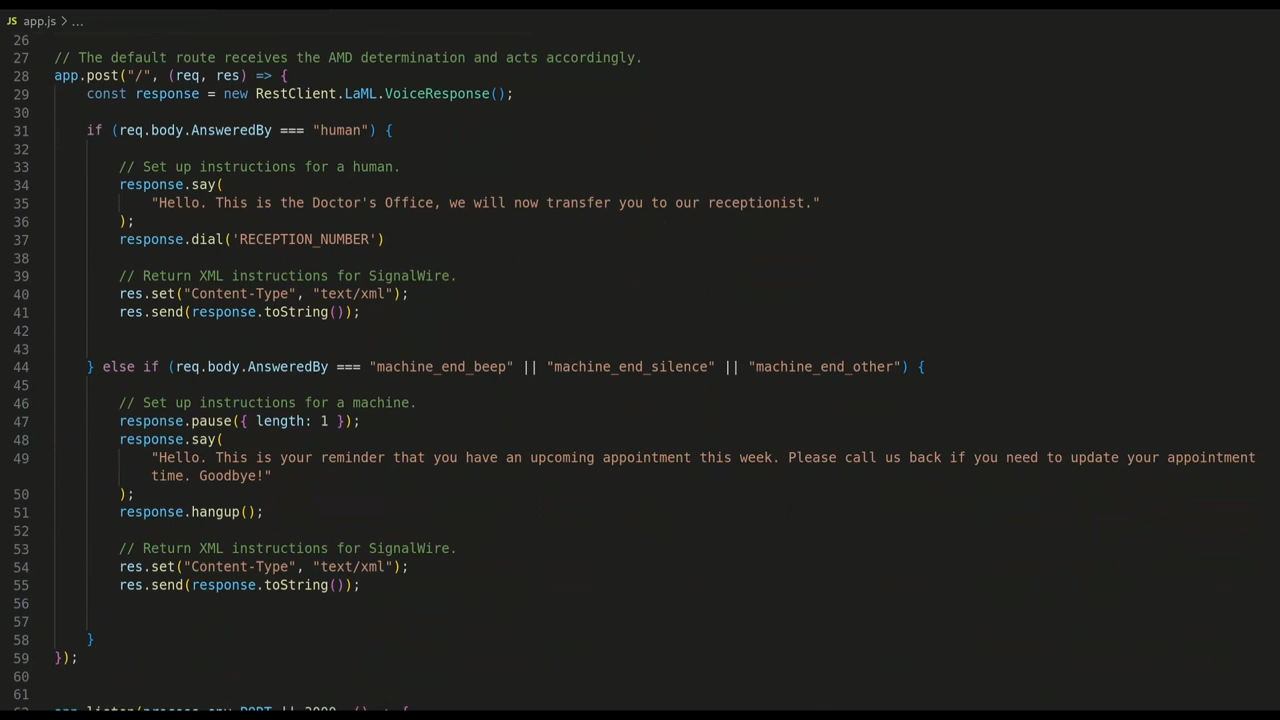 JS app.js > ...
26
27 // The default route receives the AMD determination and acts accordingly.
28 app.post("/", (req, res) => {
29 const response = new RestClient.LaML.VoiceResponse();
30
31 if (req.body.AnsweredBy === "human") {
32
33 // Set up instructions for a human.
34 response.say(
35 "Hello. This is the Doctor's Office, we will now transfer you to our receptionist."
36 );
37 response.dial('RECEPTION_NUMBER')
38
39 // Return XML instructions for SignalWire.
40 res.set("Content-Type", "text/xml");
41 res.send(response.toString());
42
43
44 } else if (req.body.AnsweredBy === "machine_end_beep" || "machine_end_silence" || "machine_end_other") {
45
46 // Set up instructions for a machine.
47 response.pause({ length: 1 });
48 response.say(
49 "Hello. This is your reminder that you have an upcoming appointment this week. Please call us back if you need to update your appointment
time. Goodbye!"
50 );
51 response.hangup();
52
53 // Return XML instructions for SignalWire.
54 res.set("Content-Type", "text/xml");
55 res.send(response.toString());
56
57
58 }
59 });
60
61
62 app.listen(process.env.PORT || 3000, () => {